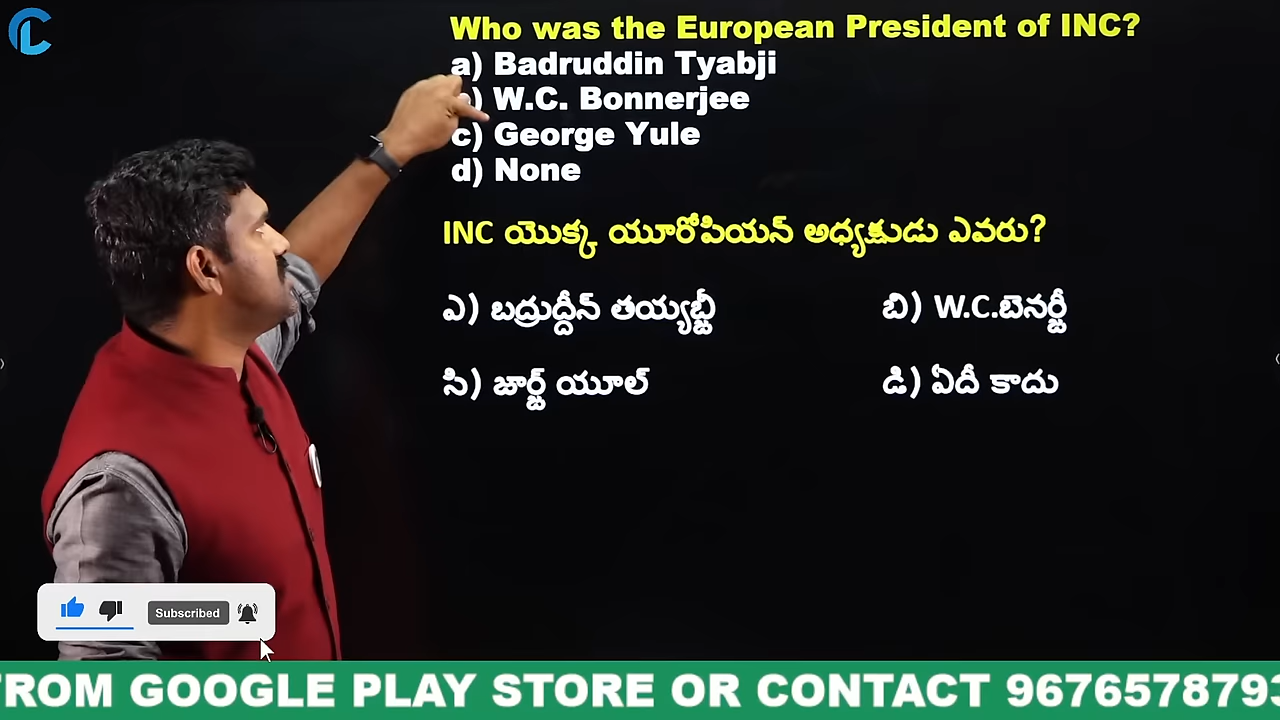 Who was the European President of INC?
a) Badruddin Tyabji
) W.C. Bonnerjee
c) George Yule
d) None
INC యొక్క యూరోపియన్ అధ్యక్షుడు ఎవరు?
ఎ) బద్రుద్దీన్ తయ్యబ్జీ బి) W.C.బెనర్జీ
సి) జార్జ్ యూల్ డి) ఏదీ కాదు
Subscribed
FROM GOOGLE PLAY STORE OR CONTACT 9676578793